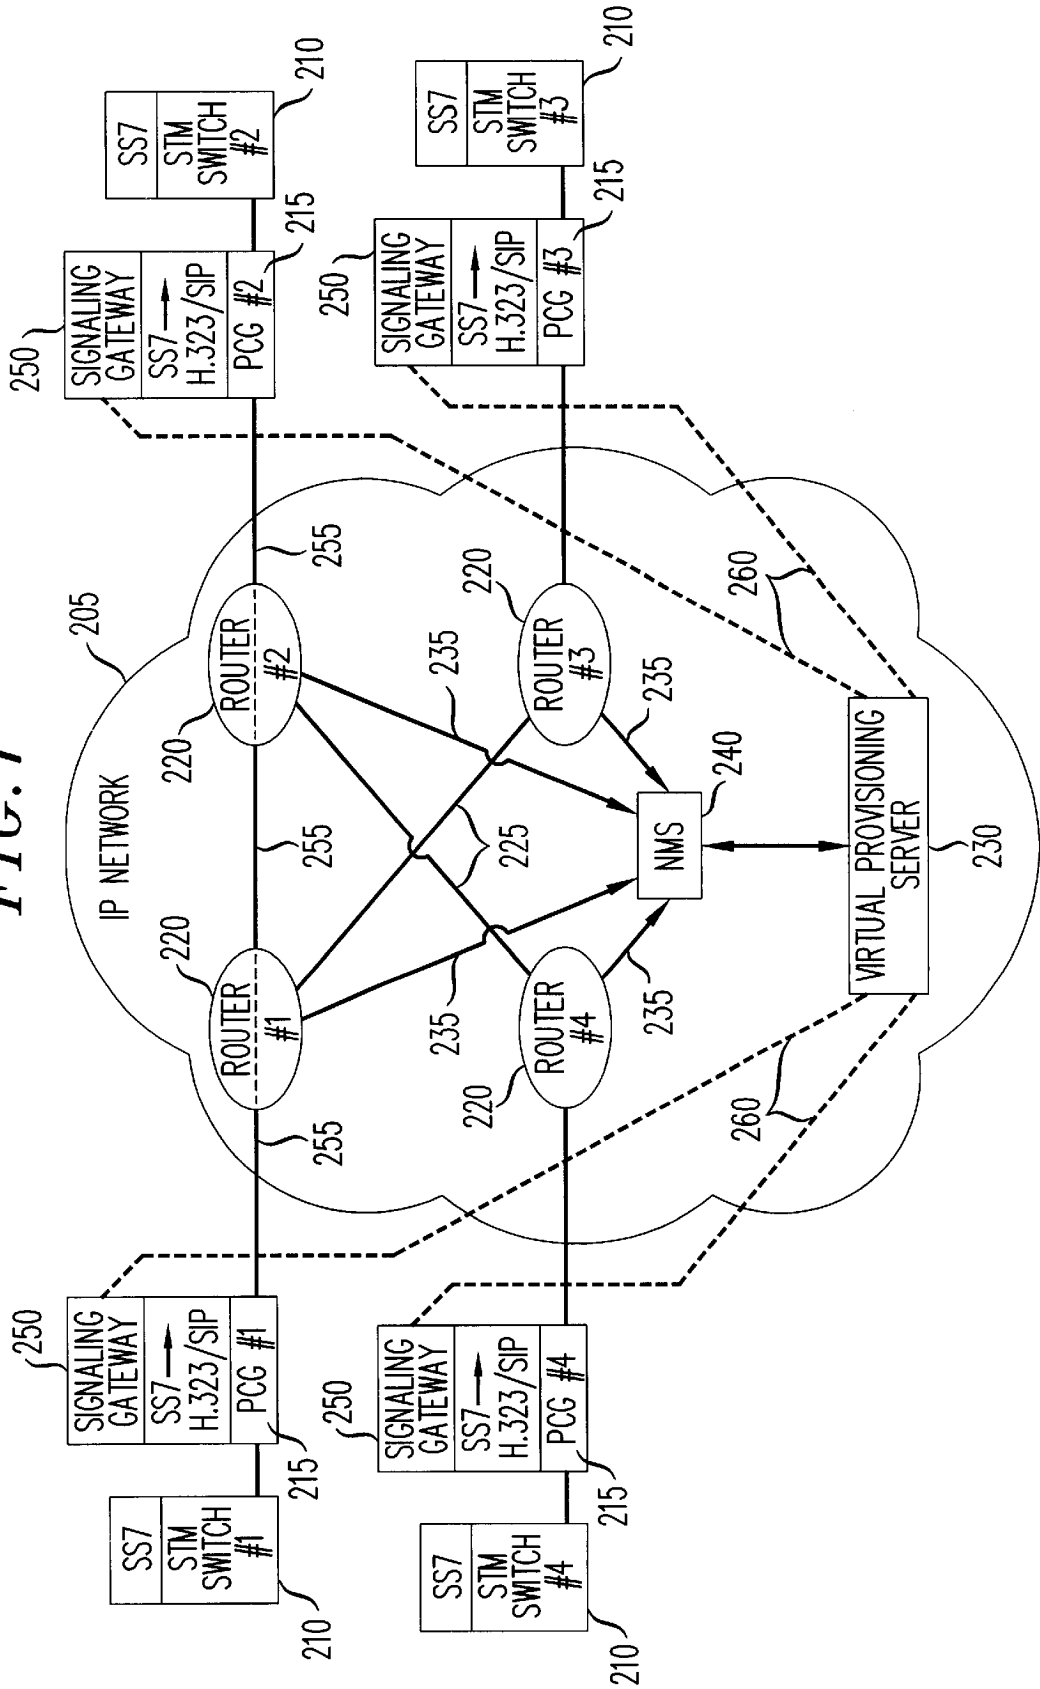 FIG.
IP NETWORK
205
250
SIGNALING
GATEWAY
SS7
H.323/SIP
PCG #1
215
SS7
STM
SWITCH
#1
210
255
220
ROUTER
#1
255
220
ROUTER
#2
255
250
SIGNALING
GATEWAY
SS7
H.323/SIP
PCG #2
215
SS7
STM
SWITCH
#2
210
235
225
235
250
SIGNALING
GATEWAY
SS7
H.323/SIP
PCG #4
215
SS7
STM
SWITCH
#4
210
220
ROUTER
#4
235
NMS
240
235
220
ROUTER
#3
250
SIGNALING
GATEWAY
SS7
H.323/SIP
PCG #3
215
SS7
STM
SWITCH
#3
210
260
260
VIRTUAL PROVISIONING
SERVER
230